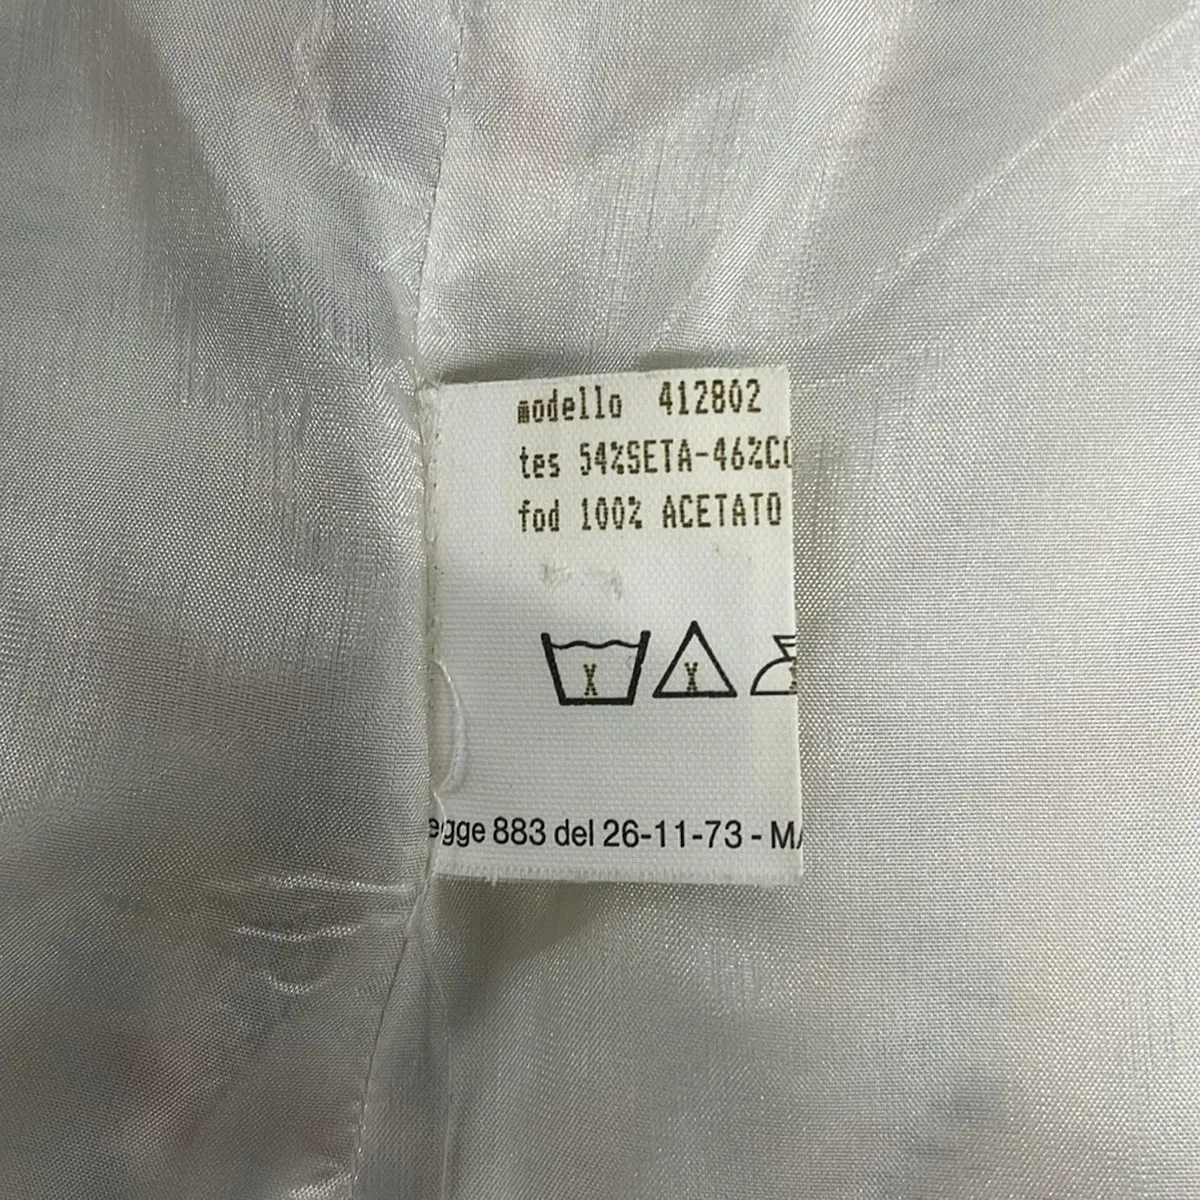 modello 412802
tes 54%SETA-46%CO
fod 100% ACETATO
X X
egge 883 del 26-11-73 - MA